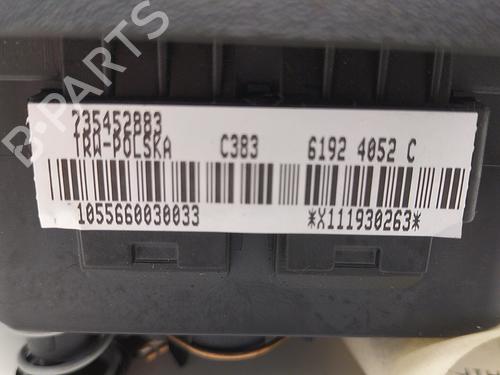 735452883
TRW-POLSKA C383 6192 4052 C
1055660030033 *X111930263*
B-PARTS